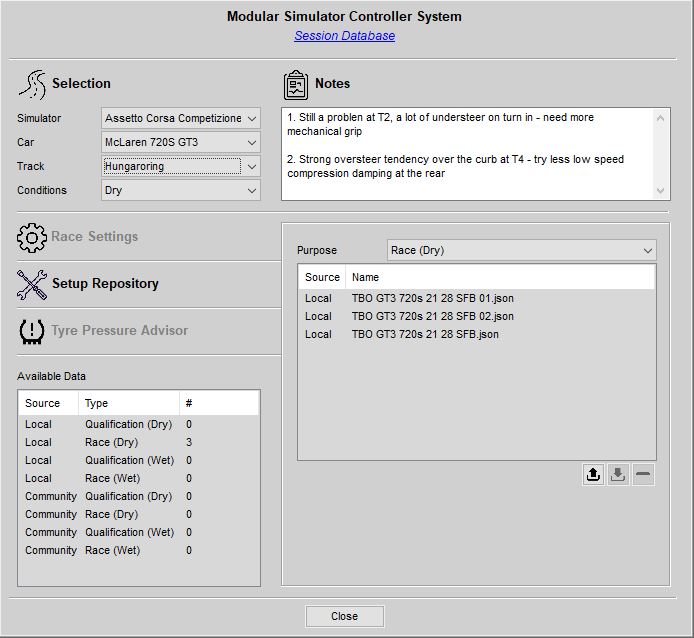 Modular Simulator Controller System
Session Database
Selection
Simulator Assetto Corsa Competizione
Car McLaren 720S GT3
Track Hungaroring
Conditions Dry
Notes
1. Still a problen at T2, a lot of understeer on turn in - need more
mechanical grip
2. Strong oversteer tendency over the curb at T4 - try less low speed
compression damping at the rear
Race Settings
Setup Repository
Tyre Pressure Advisor
Available Data
Source Type #
Local Qualification (Dry) 0
Local Race (Dry) 3
Local Qualification (Wet) 0
Local Race (Wet) 0
Community Qualification (Dry) 0
Community Race (Dry) 0
Community Qualification (Wet) 0
Community Race (Wet) 0
Purpose Race (Dry)
Source Name
Local TBO GT3 720s 21 28 SFB 01.json
Local TBO GT3 720s 21 28 SFB 02.json
Local TBO GT3 720s 21 28 SFB.json
Close